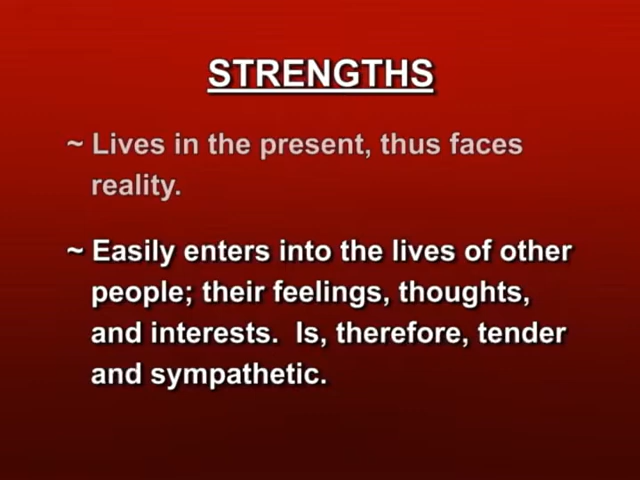 STRENGTHS
~ Lives in the present, thus faces
reality.
~ Easily enters into the lives of other
people; their feelings, thoughts,
and interests.  Is, therefore, tender
and sympathetic.